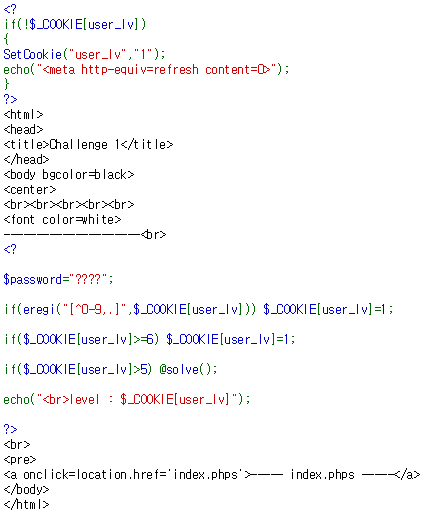 <?
if(!$_COOKIE[user_lv])
{
SetCookie("user_lv","1");
echo("<meta http-equiv=refresh content=0>");
}
?>
<html>
<head>
<title>Challenge 1</title>
</head>
<body bgcolor=black>
<center>
<br><br><br><br><br>
<font color=white>
---------------------<br>
<?
$password="????";
if(eregi("[^0-9,.]",$_COOKIE[user_lv])) $_COOKIE[user_lv]=1;
if($_COOKIE[user_lv]>=6) $_COOKIE[user_lv]=1;
if($_COOKIE[user_lv]>5) @solve();
echo("<br>level : $_COOKIE[user_lv]");
?>
<br>
<pre>
<a onclick=location.href='index.phps'>----- index.phps -----</a>
</body>
</html>